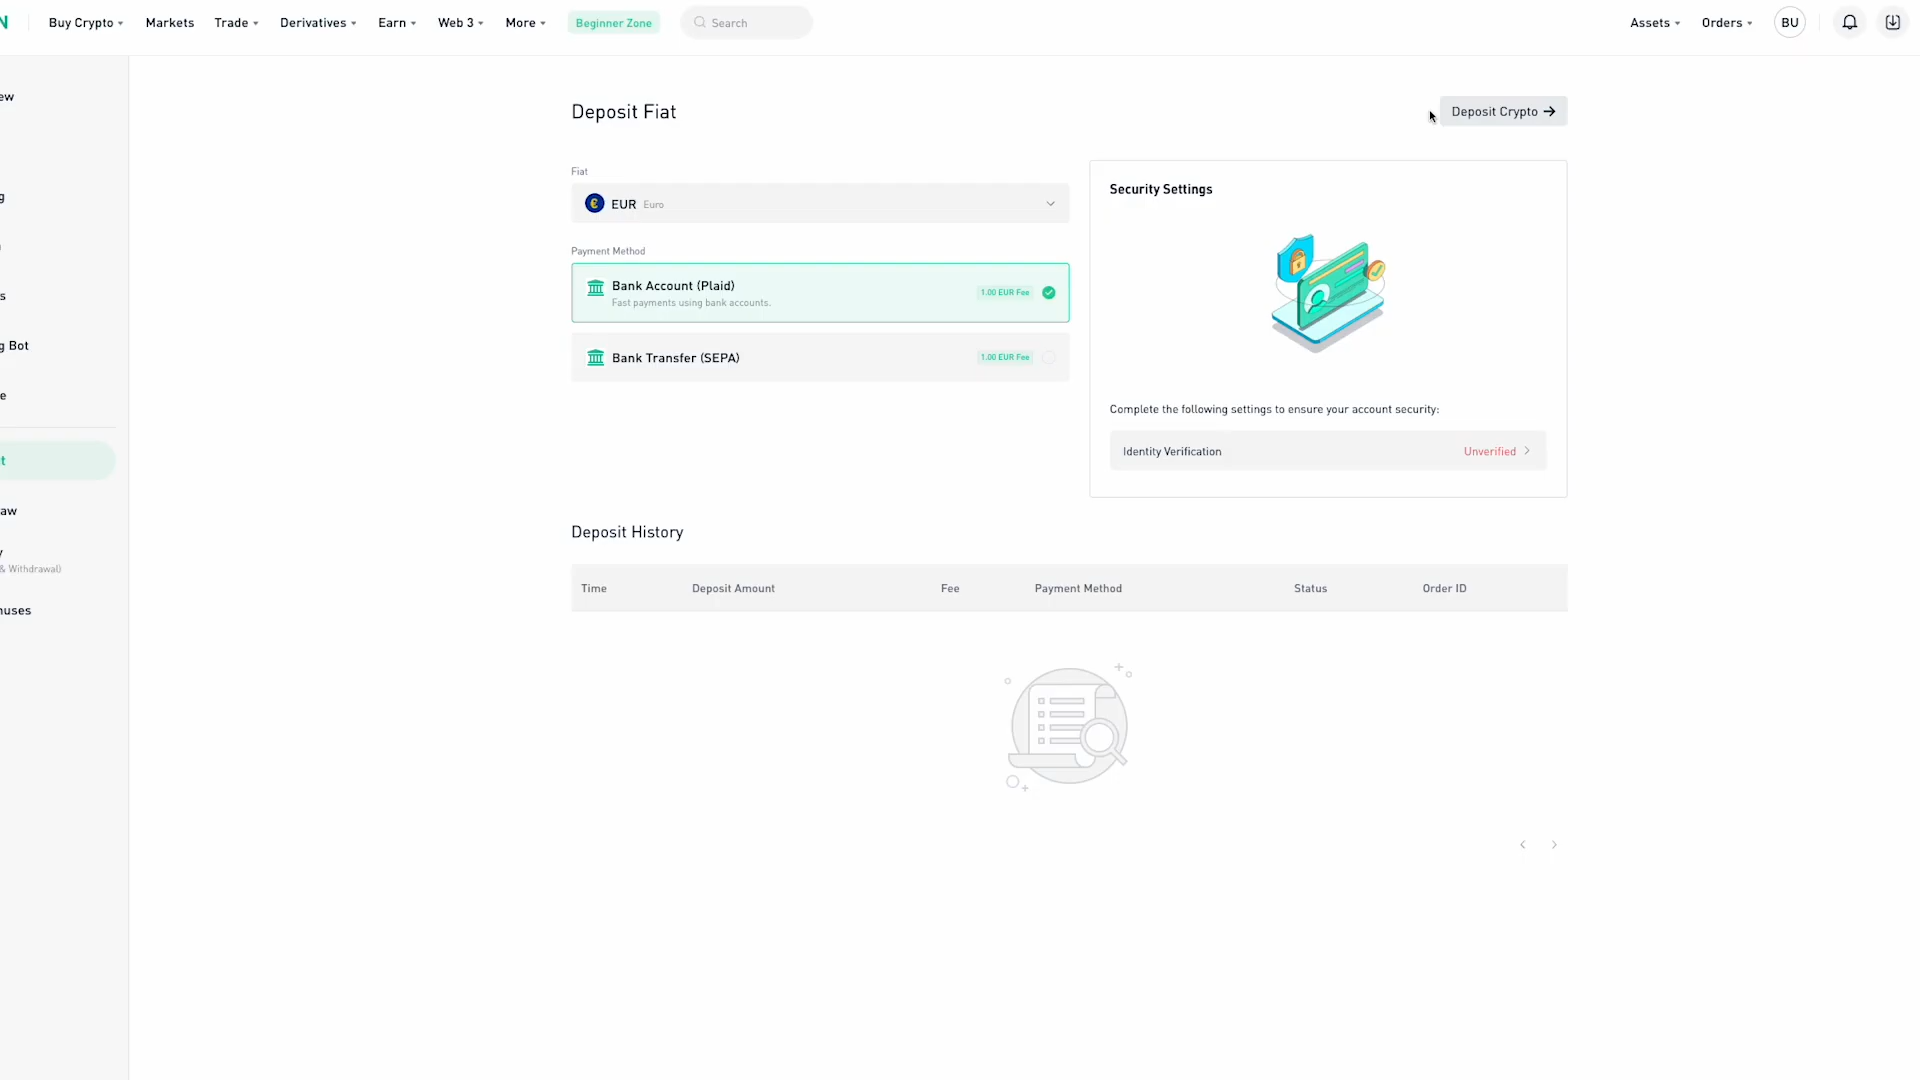 N Buy Crypto Markets Trade Derivatives Earn Web 3 More Beginner Zone Search Assets Orders BU
ew
g
s
g Bot
e
t
aw
y
& Withdrawal)
nuses
Deposit Fiat
Deposit Crypto →
Fiat
€ EUR Euro
Payment Method
Bank Account (Plaid)
Fast payments using bank accounts.
1.00 EUR Fee
Bank Transfer (SEPA)
1.00 EUR Fee
Security Settings
Complete the following settings to ensure your account security:
Identity Verification Unverified >
Deposit History
Time Deposit Amount Fee Payment Method Status Order ID
< >